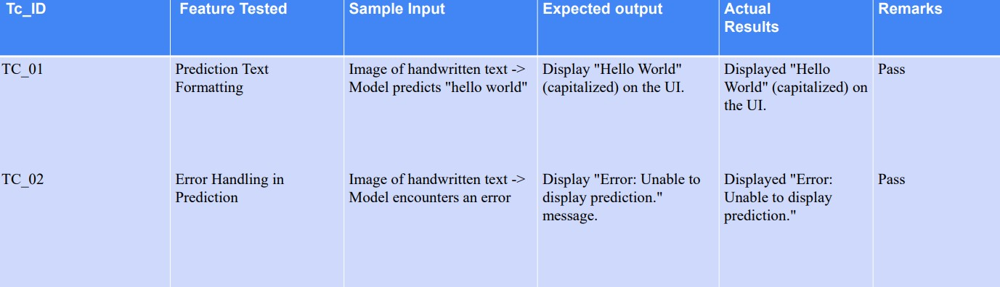 Tc_ID Feature Tested Sample Input Expected output Actual Remarks
Results
TC_01 Prediction Text Image of handwritten text -> Display "Hello World" Displayed "Hello Pass
Formatting Model predicts "hello world" (capitalized) on the UI. World" (capitalized) on
the UI.
TC_02 Error Handling in Image of handwritten text -> Display "Error: Unable to Displayed "Error: Pass
Prediction Model encounters an error display prediction." Unable to display
message. prediction."